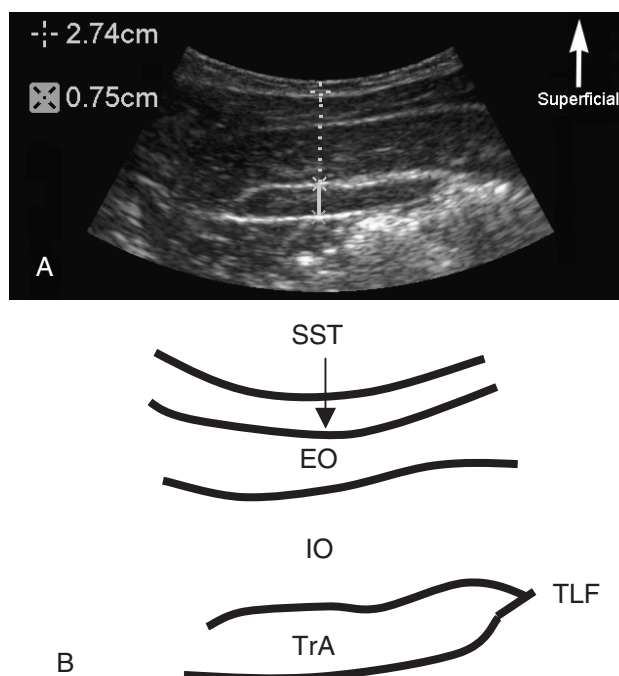 2.74cm
0.75cm
Superficial
A
SST
EO
IO
TLF
TrA
B